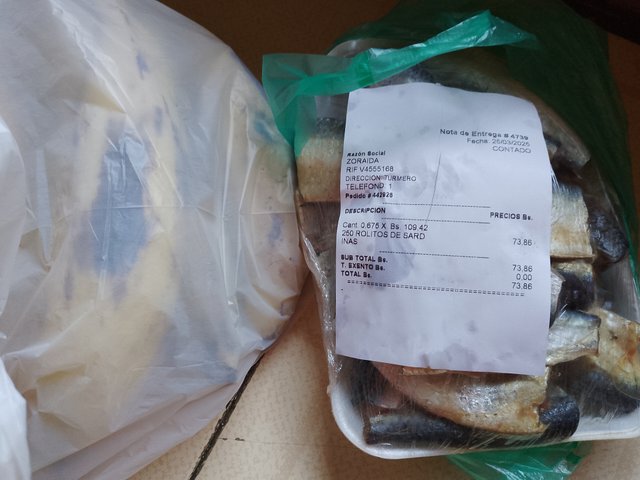 Nota de Entrega # 4739
Fecha: 26/03/2025
CONTADO
Razón Social
ZORAIDA
RIF V4555168
DIRECCION TURMERO
TELEFONO 1
Pedido # 442928
DESCRIPCION PRECIOS Bs.
Cant. 0.675 X Bs. 109.42
250 ROLITOS DE SARD
INAS 73,86
SUB TOTAL Bs. 73,86
T. EXENTO Bs. 0,00
TOTAL Bs. 73,86